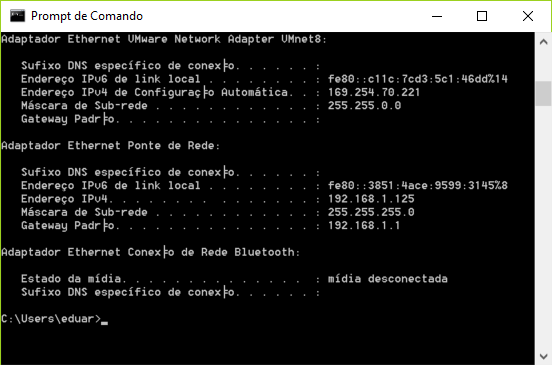 Prompt de Comando
Adaptador Ethernet VMware Network Adapter VMnet8:
Sufixo DNS específico de conex├o. . . . . . :
Endereço IPv6 de link local . . . . . . . . : fe80::c11c:7cd3:5c1:46dd%14
Endereço IPv4 de Configuraç├o Automática. . : 169.254.70.221
Máscara de Sub-rede . . . . . . . . . . . . : 255.255.0.0
Gateway Padr├o. . . . . . . . . . . . . . . :
Adaptador Ethernet Ponte de Rede:
Sufixo DNS específico de conex├o. . . . . . :
Endereço IPv6 de link local . . . . . . . . : fe80::3851:4ace:9599:3145%8
Endereço IPv4. . . . . . . . . . . . . . . : 192.168.1.125
Máscara de Sub-rede . . . . . . . . . . . . : 255.255.255.0
Gateway Padr├o. . . . . . . . . . . . . . . : 192.168.1.1
Adaptador Ethernet Conex├o de Rede Bluetooth:
Estado da mídia. . . . . . . . . . . . . . : mídia desconectada
Sufixo DNS específico de conex├o. . . . . . :
C:\Users\eduar>_